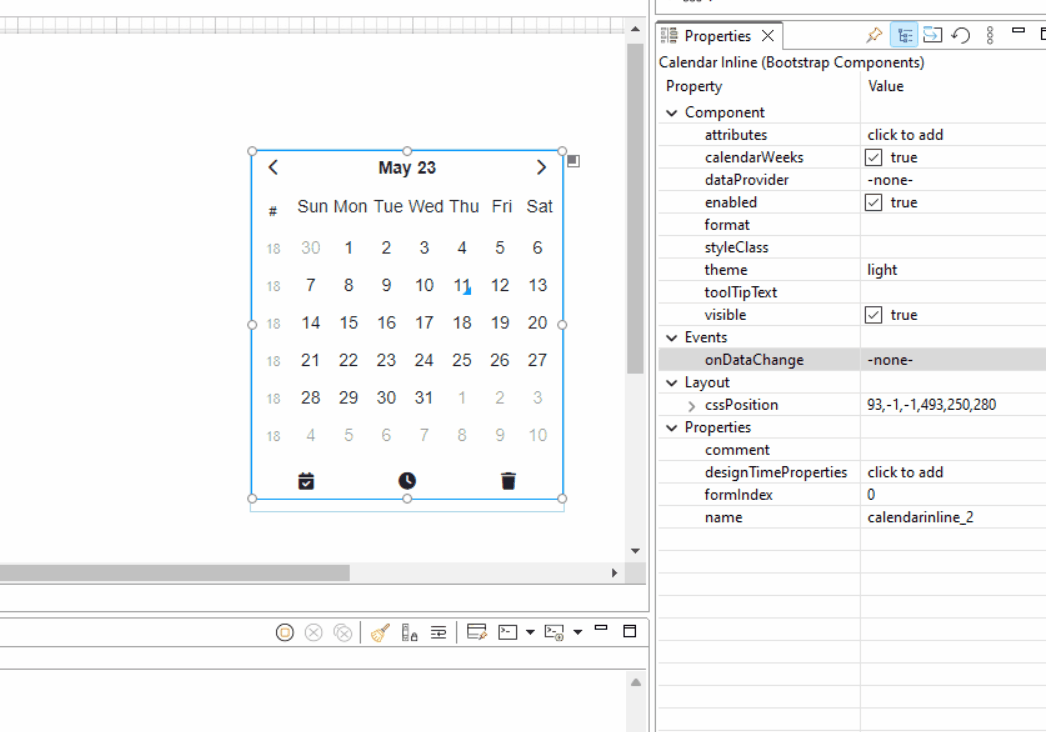 Properties
Calendar Inline (Bootstrap Components)
Property Value
Component
attributes click to add
calendarWeeks true
dataProvider -none-
enabled true
format
styleClass
theme light
toolTipText
visible true
Events
onDataChange -none-
Layout
cssPosition 93,-1,-1,493,250,280
Properties
comment
designTimeProperties click to add
formIndex 0
name calendarinline_2
May 23
# Sun Mon Tue Wed Thu Fri Sat
18 30 1 2 3 4 5 6
18 7 8 9 10 11 12 13
18 14 15 16 17 18 19 20
18 21 22 23 24 25 26 27
18 28 29 30 31 1 2 3
18 4 5 6 7 8 9 10